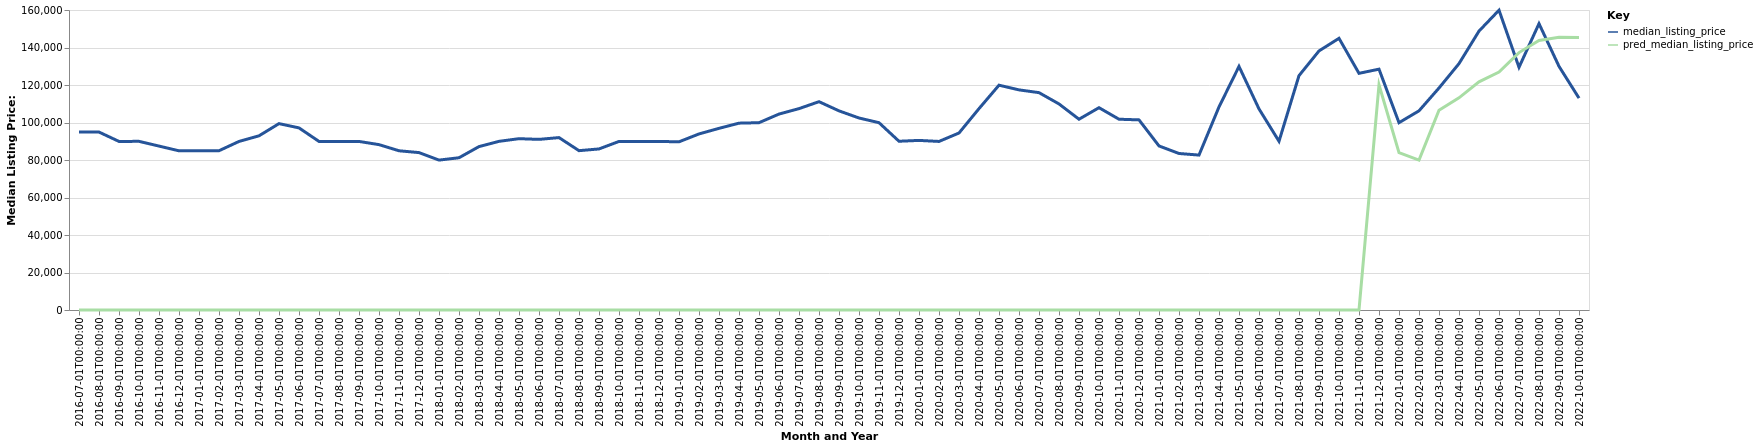 160,000
140,000
120,000
100,000
80,000
60,000
40,000
20,000
0
Median Listing Price:
2016-07-01T00:00:00
2016-08-01T00:00:00
2016-09-01T00:00:00
2016-10-01T00:00:00
2016-11-01T00:00:00
2016-12-01T00:00:00
2017-01-01T00:00:00
2017-02-01T00:00:00
2017-03-01T00:00:00
2017-04-01T00:00:00
2017-05-01T00:00:00
2017-06-01T00:00:00
2017-07-01T00:00:00
2017-08-01T00:00:00
2017-09-01T00:00:00
2017-10-01T00:00:00
2017-11-01T00:00:00
2017-12-01T00:00:00
2018-01-01T00:00:00
2018-02-01T00:00:00
2018-03-01T00:00:00
2018-04-01T00:00:00
2018-05-01T00:00:00
2018-06-01T00:00:00
2018-07-01T00:00:00
2018-08-01T00:00:00
2018-09-01T00:00:00
2018-10-01T00:00:00
2018-11-01T00:00:00
2018-12-01T00:00:00
2019-01-01T00:00:00
2019-02-01T00:00:00
2019-03-01T00:00:00
2019-04-01T00:00:00
2019-05-01T00:00:00
2019-06-01T00:00:00
2019-07-01T00:00:00
2019-08-01T00:00:00
2019-09-01T00:00:00
2019-10-01T00:00:00
2019-11-01T00:00:00
2019-12-01T00:00:00
2020-01-01T00:00:00
2020-02-01T00:00:00
2020-03-01T00:00:00
2020-04-01T00:00:00
2020-05-01T00:00:00
2020-06-01T00:00:00
2020-07-01T00:00:00
2020-08-01T00:00:00
2020-09-01T00:00:00
2020-10-01T00:00:00
2020-11-01T00:00:00
2020-12-01T00:00:00
2021-01-01T00:00:00
2021-02-01T00:00:00
2021-03-01T00:00:00
2021-04-01T00:00:00
2021-05-01T00:00:00
2021-06-01T00:00:00
2021-07-01T00:00:00
2021-08-01T00:00:00
2021-09-01T00:00:00
2021-10-01T00:00:00
2021-11-01T00:00:00
2021-12-01T00:00:00
2022-01-01T00:00:00
2022-02-01T00:00:00
2022-03-01T00:00:00
2022-04-01T00:00:00
2022-05-01T00:00:00
2022-06-01T00:00:00
2022-07-01T00:00:00
2022-08-01T00:00:00
2022-09-01T00:00:00
2022-10-01T00:00:00
Month and Year
Key
median_listing_price
pred_median_listing_price